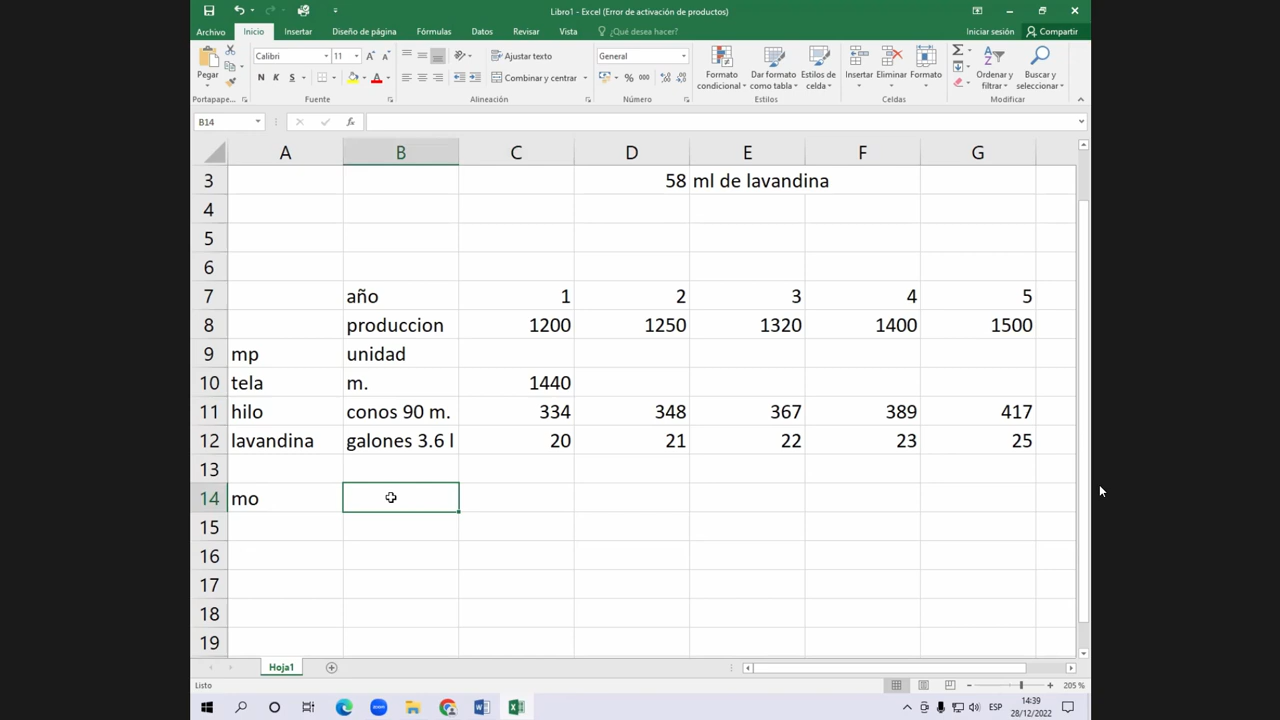 Libro1 - Excel (Error de activación de productos)
Archivo Inicio Insertar Diseño de página Fórmulas Datos Revisar Vista ¿Qué desea hacer? Iniciar sesión Compartir
Pegar Calibri 11 Ajustar texto General Formato condicional Dar formato como tabla Estilos de celda Insertar Eliminar Formato Ordenar y filtrar Buscar y seleccionar
N K S Combinar y centrar % 000
Portapape... Fuente Alineación Número Estilos Celdas Modificar
B14 fx
A B C D E F G
3 58 ml de lavandina
4
5
6
7 año 1 2 3 4 5
8 produccion 1200 1250 1320 1400 1500
9 mp unidad
10 tela m. 1440
11 hilo conos 90 m. 334 348 367 389 417
12 lavandina galones 3.6 l 20 21 22 23 25
13
14 mo
15
16
17
18
19
Hoja1
Listo 205 %
zoom ESP 14:39
28/12/2022